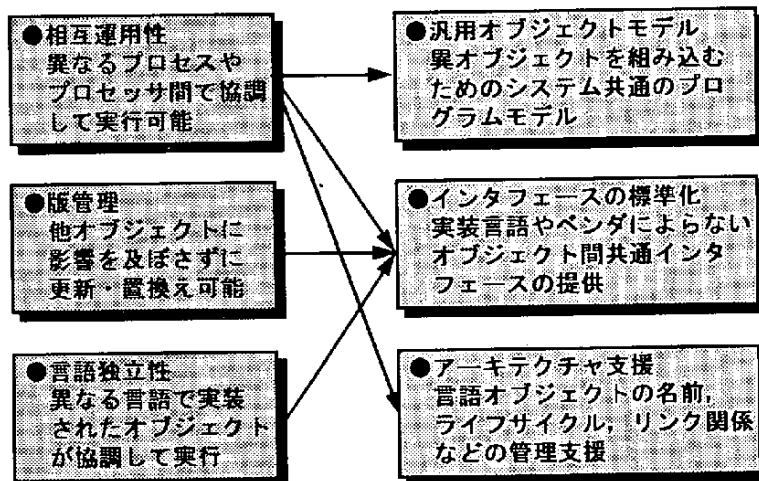 ●相互運用性
異なるプロセスや
プロセッサ間で協調
して実行可能
●版管理
他オブジェクトに
影響を及ぼさずに
更新・置換え可能
●言語独立性
異なる言語で実装
されたオブジェクト
が協調して実行
●汎用オブジェクトモデル
異オブジェクトを組み込む
ためのシステム共通のプロ
グラムモデル
●インタフェースの標準化
実装言語やベンダによらない
オブジェクト間共通インタ
フェースの提供
●アーキテクチャ支援
言語オブジェクトの名前,
ライフサイクル, リンク関係
などの管理支援